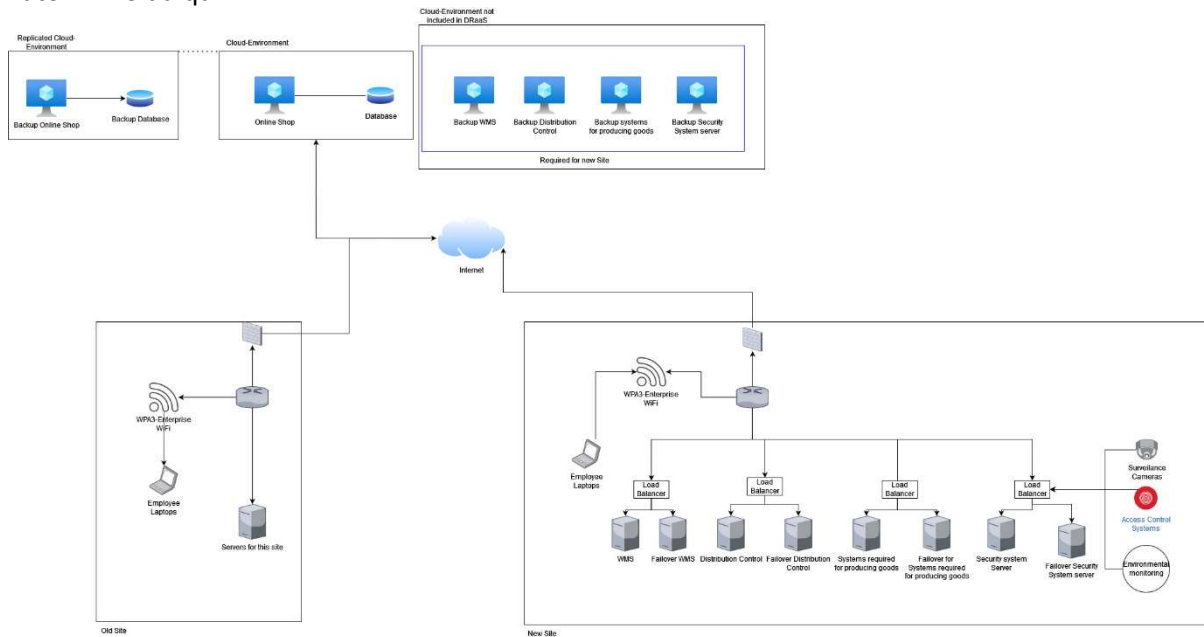 Cloud-Environment not
included in DRaaS
Replicated Cloud-
Environment
Cloud-Environment
Backup Online Shop
Backup Database
Online Shop
Database
Backup WMS
Backup Distribution
Control
Backup systems
for producing goods
Backup Security
System server
Required for new Site
Internet
WPA3-Enterprise
WiFi
Employee
Laptops
Servers for this site
Old Site
WPA3-Enterprise
WiFi
Employee
Laptops
Load
Balancer
Load
Balancer
Load
Balancer
Load
Balancer
WMS
Failover WMS
Distribution Control
Failover Distribution
Control
Systems required
for producing goods
Failover for
Systems required
for producing goods
Security system
Server
Failover Security
System server
Surveilance
Cameras
Access Control
Systems
Environmental
monitoring
New Site